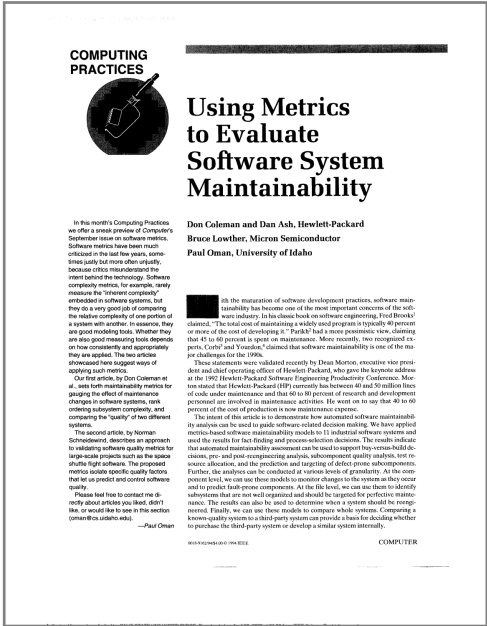 COMPUTING
PRACTICES
Using Metrics
to Evaluate
Software System
Maintainability
Don Coleman and Dan Ash, Hewlett-Packard
Bruce Lowther, Micron Semiconductor
Paul Oman, University of Idaho
In this month's Computing Practices
we offer a sneak preview of Computer's
September issue on software metrics.
Software metrics have been much
criticized in the last few years, some-
times justly but more often unjustly,
because critics misunderstand the
intent behind the technology. Software
complexity metrics, for example, rarely
measure the "inherent complexity"
embedded in software systems, but
they do a very good job of comparing
the relative complexity of one portion of
a system with another. In essence, they
are good modeling tools. Whether they
are also good measuring tools depends
on how consistently and appropriately
they are applied. The two articles
showcased here suggest ways of
applying such metrics.
Our first article, by Don Coleman et
al., sets forth maintainability metrics for
gauging the effect of maintenance
changes in software systems, rank
ordering subsystem complexity, and
comparing the "quality" of two different
systems.
The second article, by Norman
Schneidewind, describes an approach
to validating software quality metrics for
large-scale projects such as the space
shuttle flight software. The proposed
metrics isolate specific quality factors
that let us predict and control software
quality.
Please feel free to contact me di-
rectly about articles you liked, didn't
like, or would like to see in this section
(oman@cs.uidaho.edu).
—Paul Oman
ith the maturation of software development practices, software main-
tainability has become one of the most important concerns of the soft-
ware industry. In his classic book on software engineering, Fred Brooks1
claimed, "The total cost of maintaining a widely used program is typically 40 percent
or more of the cost of developing it." Parikh2 had a more pessimistic view, claiming
that 45 to 60 percent is spent on maintenance. More recently, two recognized ex-
perts, Corbi3 and Yourdon,4 claimed that software maintainability is one of the ma-
jor challenges for the 1990s.
These statements were validated recently by Dean Morton, executive vice presi-
dent and chief operating officer of Hewlett-Packard, who gave the keynote address
at the 1992 Hewlett-Packard Software Engineering Productivity Conference. Mor-
ton stated that Hewlett-Packard (HP) currently has between 40 and 50 million lines
of code under maintenance and that 60 to 80 percent of research and development
personnel are involved in maintenance activities. He went on to say that 40 to 60
percent of the cost of production is now maintenance expense.
The intent of this article is to demonstrate how automated software maintainabil-
ity analysis can be used to guide software-related decision making. We have applied
metrics-based software maintainability models to 11 industrial software systems and
used the results for fact-finding and process-selection decisions. The results indicate
that automated maintainability assessment can be used to support buy-versus-build de-
cisions, pre- and post-reengineering analysis, subcomponent quality analysis, test re-
source allocation, and the prediction and targeting of defect-prone subcomponents.
Further, the analyses can be conducted at various levels of granularity. At the com-
ponent level, we can use these models to monitor changes to the system as they occur
and to predict fault-prone components. At the file level, we can use them to identify
subsystems that are not well organized and should be targeted for perfective mainte-
nance. The results can also be used to determine when a system should be reengi-
neered. Finally, we can use these models to compare whole systems. Comparing a
known-quality system to a third-party system can provide a basis for deciding whether
to purchase the third-party system or develop a similar system internally.
0018-9162/94/$4.00 © 1994 IEEE
COMPUTER